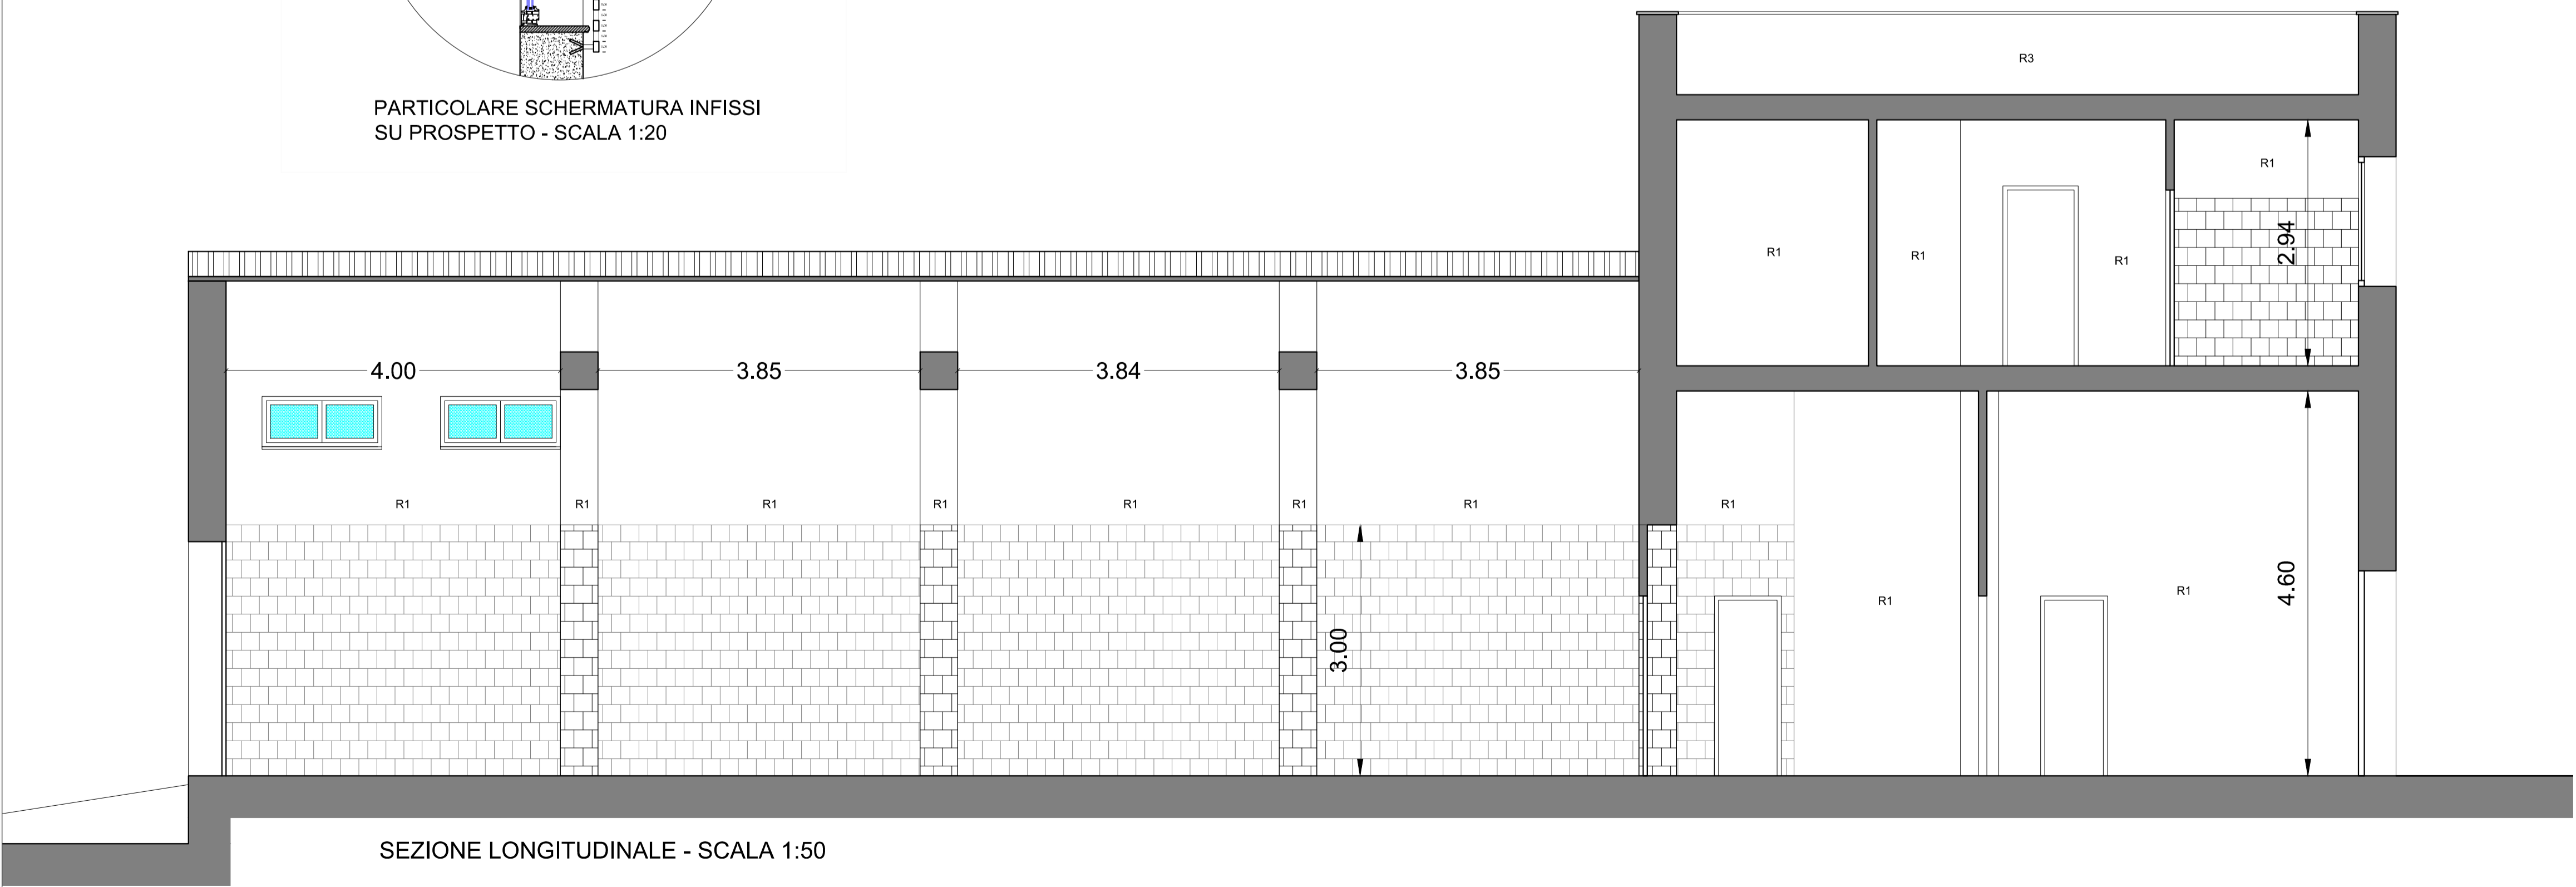 PARTICOLARE SCHERMATURA INFISSI
SU PROSPETTO - SCALA 1:20
R3
R1
R1
R1
R1
2.94
4.00
3.85
3.84
3.85
R1
R1
R1
R1
R1
R1
R1
R1
3.00
R1
R1
4.60
SEZIONE LONGITUDINALE - SCALA 1:50